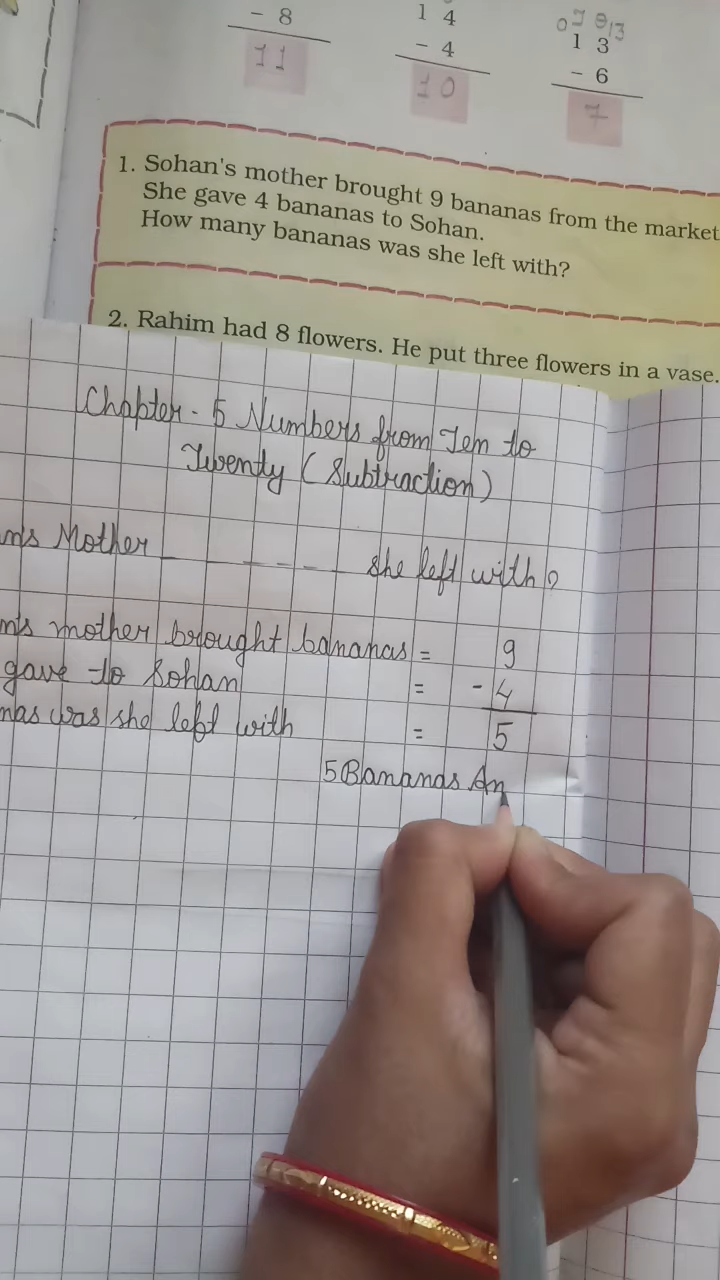 - 8
11
1 4
- 4
10
1 3
- 6
7
1. Sohan's mother brought 9 bananas from the market
She gave 4 bananas to Sohan.
How many bananas was she left with?
2. Rahim had 8 flowers. He put three flowers in a vase.
Chapter - 5 Numbers from Ten to
Twenty (Subtraction)
Mother _ _ _ _ _ she left with?
mother brought bananas = 9
gave to Sohan = - 4
was she left with = 5
5 Bananas An